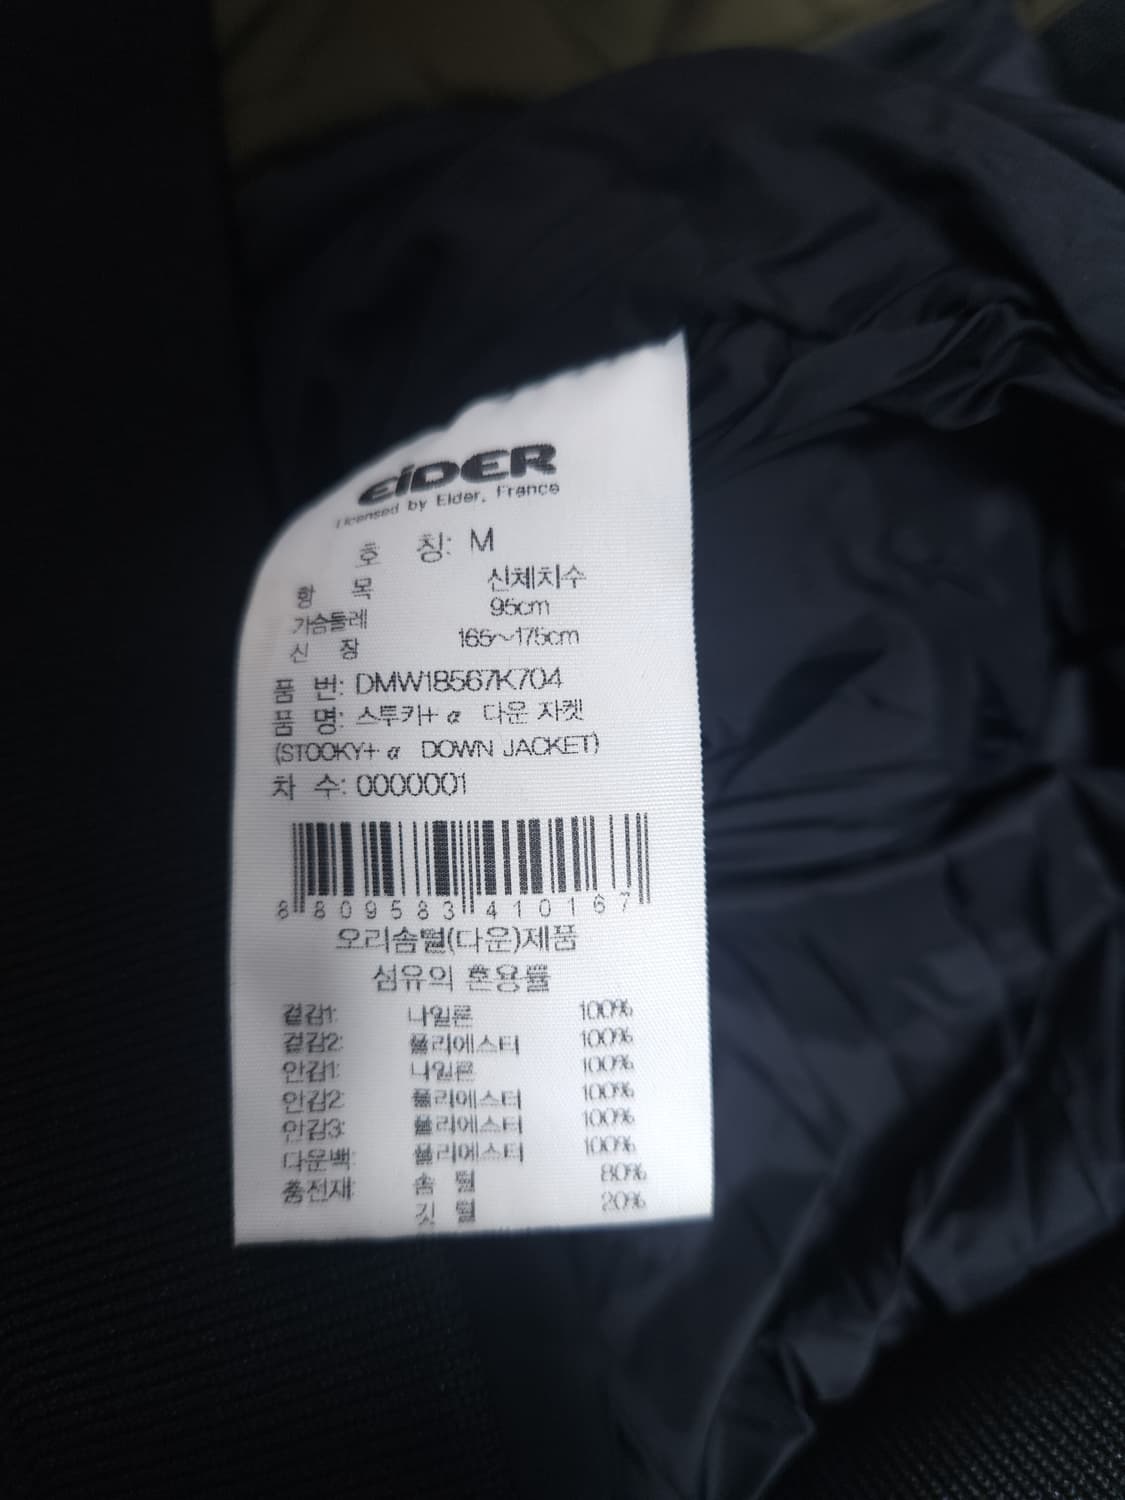 EiDER
Licensed by Eider, France
호 칭: M
항 목 신체치수
가슴둘레 95cm
신 장 165~175cm
품 번: DMW18567K704
품 명: 스투키+α 다운 자켓
(STOOKY+α DOWN JACKET)
차 수: 0000001
8 809583 410167
오리솜털(다운)제품
섬유의 혼용률
겉감1: 나일론 100%
겉감2: 폴리에스터 100%
안감1: 나일론 100%
안감2: 폴리에스터 100%
안감3: 폴리에스터 100%
다운백: 폴리에스터 100%
충전재: 솜 털 80%
깃 털 20%